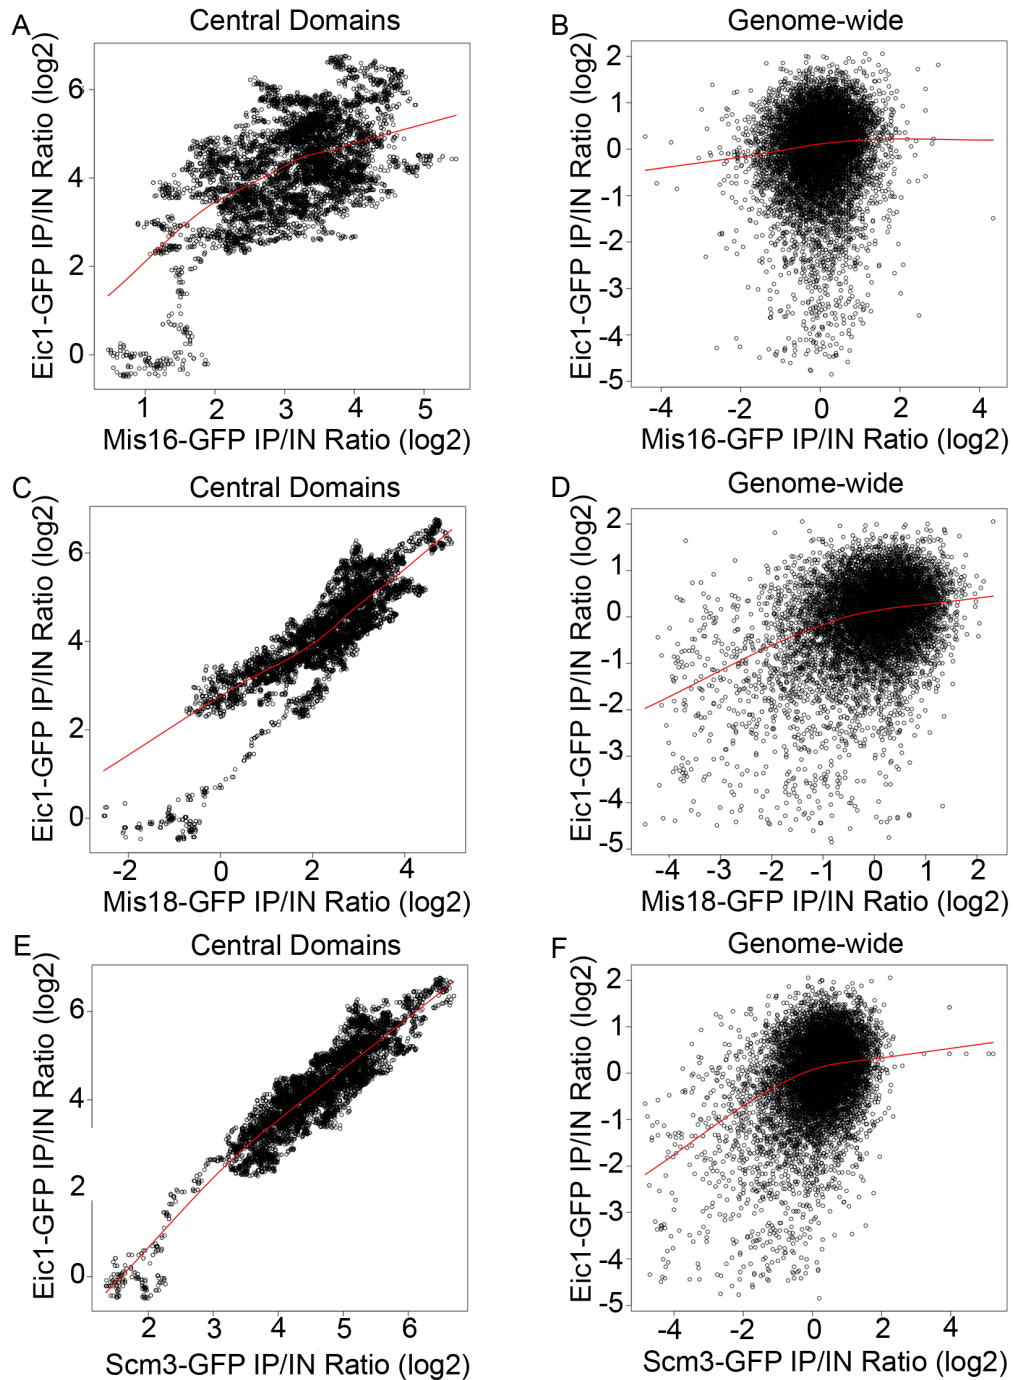 A
Central Domains
Eic1-GFP IP/IN Ratio (log2)
6
4
2
0
1 2 3 4 5
Mis16-GFP IP/IN Ratio (log2)
B
Genome-wide
Eic1-GFP IP/IN Ratio (log2)
2
1
0
-1
-2
-3
-4
-5
-4 -2 0 2 4
Mis16-GFP IP/IN Ratio (log2)
C
Central Domains
Eic1-GFP IP/IN Ratio (log2)
6
4
2
0
-2 0 2 4
Mis18-GFP IP/IN Ratio (log2)
D
Genome-wide
Eic1-GFP IP/IN Ratio (log2)
2
1
0
-1
-2
-3
-4
-5
-4 -3 -2 -1 0 1 2
Mis18-GFP IP/IN Ratio (log2)
E
Central Domains
Eic1-GFP IP/IN Ratio (log2)
6
4
2
0
2 3 4 5 6
Scm3-GFP IP/IN Ratio (log2)
F
Genome-wide
Eic1-GFP IP/IN Ratio (log2)
2
1
0
-1
-2
-3
-4
-5
-4 -2 0 2 4
Scm3-GFP IP/IN Ratio (log2)